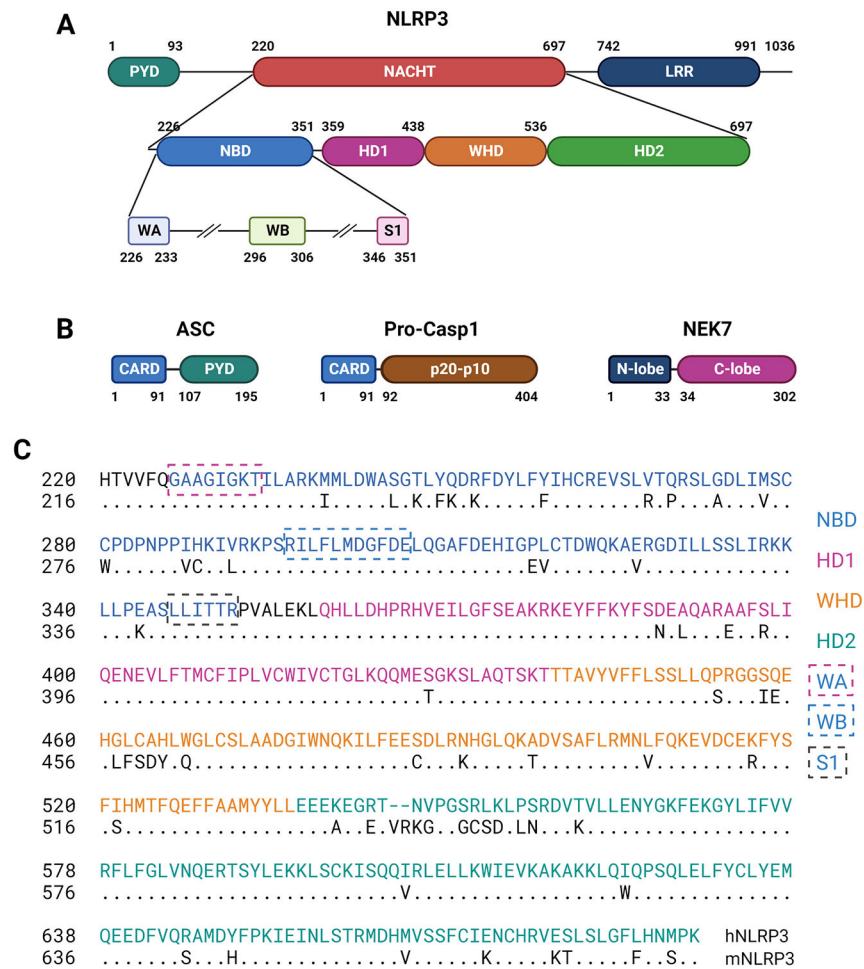 A
NLRP3
1 93 220 697 742 991 1036
PYD NACHT LRR
226 351 359 438 536 697
NBD HD1 WHD HD2
WA WB S1
226 233 296 306 346 351
B
ASC Pro-Casp1 NEK7
CARD PYD CARD p20-p10 N-lobe C-lobe
1 91 107 195 1 91 92 404 1 33 34 302
C
220 HTVVFQGAAGIGKTILARKMMLDWASGTLYQDRFDYLFYIHCREVSLVTQRSLGDLIMSC
216 ...................I.....L.K.FK.K.....F........R.P...A...V..
280 CPDPNPPIHKIVRKPSRILFLMDGFDELQGAFDEHIGPLCTDWQKAERGDILLSSLIRKK
276 W......VC..L.........................EV.......V.............
340 LLPEASLLITTRPVALEKLQHLLDHPRHVEILGFSEAKRKEYFFKYFSDEAQARAAFSLI
336 ...K............................................N.L...E..R..
400 QENEVLFTMCFIPLVCWIVCTGLKQQMESGKSLAQTSKTTTAVYVFFLSSLLQPRGGSQE
396 ............................T........................S...IE.
460 HGLCAHLWGLCSLAADGIWNQKILFEESDLRNHGLQKADVSAFLRMNLFQKEVDCEKFYS
456 .LFSDY.Q...................C...K.....T.........V........R...
520 FIHMTFQEFFAAMYYLLEEEKEGRT--NVPGSRLKLPSRDVTVLLENYGKFEKGYLIFVV
516 .S..................A..E.VRKG..GCSD.LN...K..................
578 RFLFGLVNQERTSYLEKKLSCKISQQIRLELLKWIEVKAKAKKLQIQPSQLELFYCLYEM
576 ..........................V..................W..............
638 QEEDFVQRAMDYFPKIEINLSTRMDHMVSSFCIENCHRVESLSLGFLHNMPK hNLRP3
636 .......S...H..............V......K.....KT.....F..S.. mNLRP3
NBD
HD1
WHD
HD2
WA
WB
S1